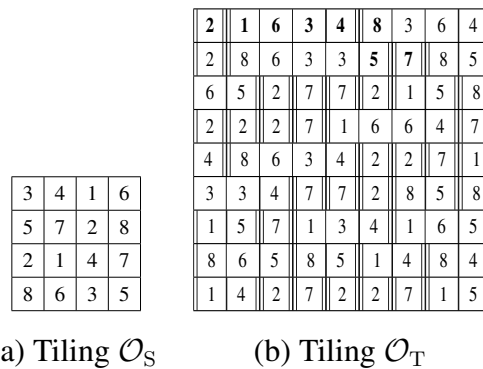 2 1 6 3 4 8 3 6 4
2 8 6 3 3 5 7 8 5
6 5 2 7 7 2 1 5 8
2 2 2 7 1 6 6 4 7
4 8 6 3 4 2 2 7 1
3 3 4 7 7 2 8 5 8
1 5 7 1 3 4 1 6 5
8 6 5 8 5 1 4 8 4
1 4 2 7 2 2 7 1 5
3 4 1 6
5 7 2 8
2 1 4 7
8 6 3 5
a) Tiling O_S
(b) Tiling O_T